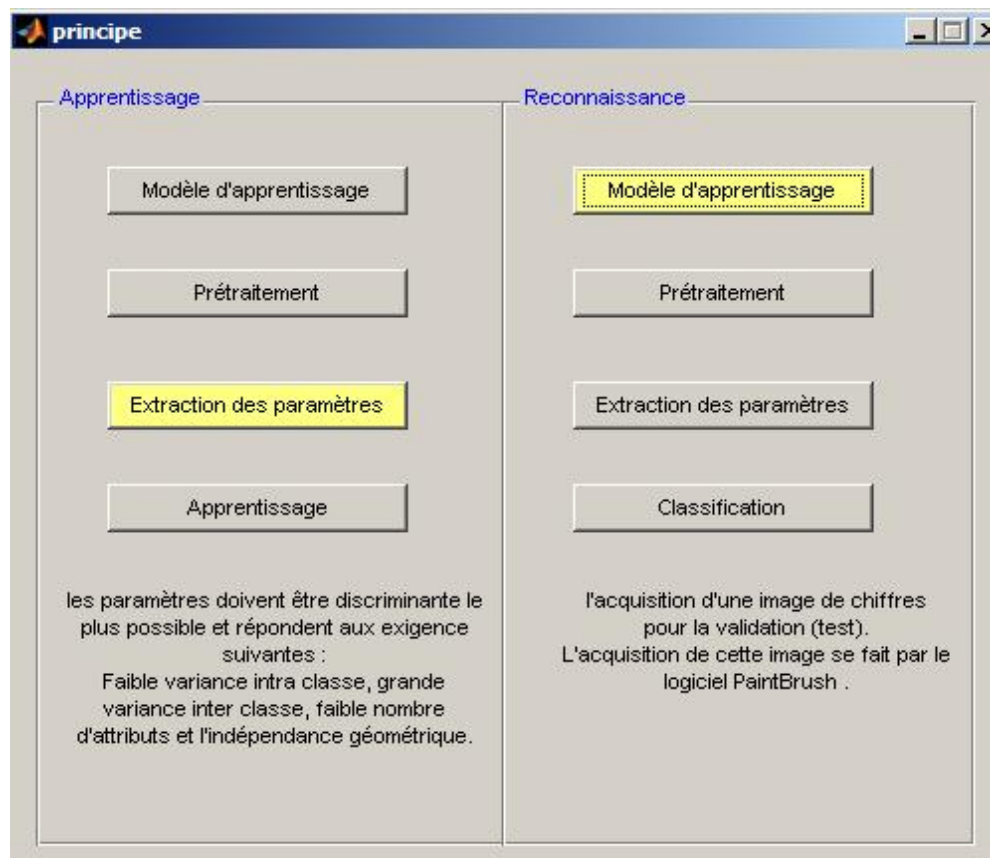 principe
Apprentissage
Modèle d'apprentissage
Prétraitement
Extraction des paramètres
Apprentissage
les paramètres doivent être discriminante le
plus possible et répondent aux exigence
suivantes :
Faible variance intra classe, grande
variance inter classe, faible nombre
d'attributs et l'indépendance géométrique.
Reconnaissance
Modèle d'apprentissage
Prétraitement
Extraction des paramètres
Classification
l'acquisition d'une image de chiffres
pour la validation (test).
L'acquisition de cette image se fait par le
logiciel PaintBrush .